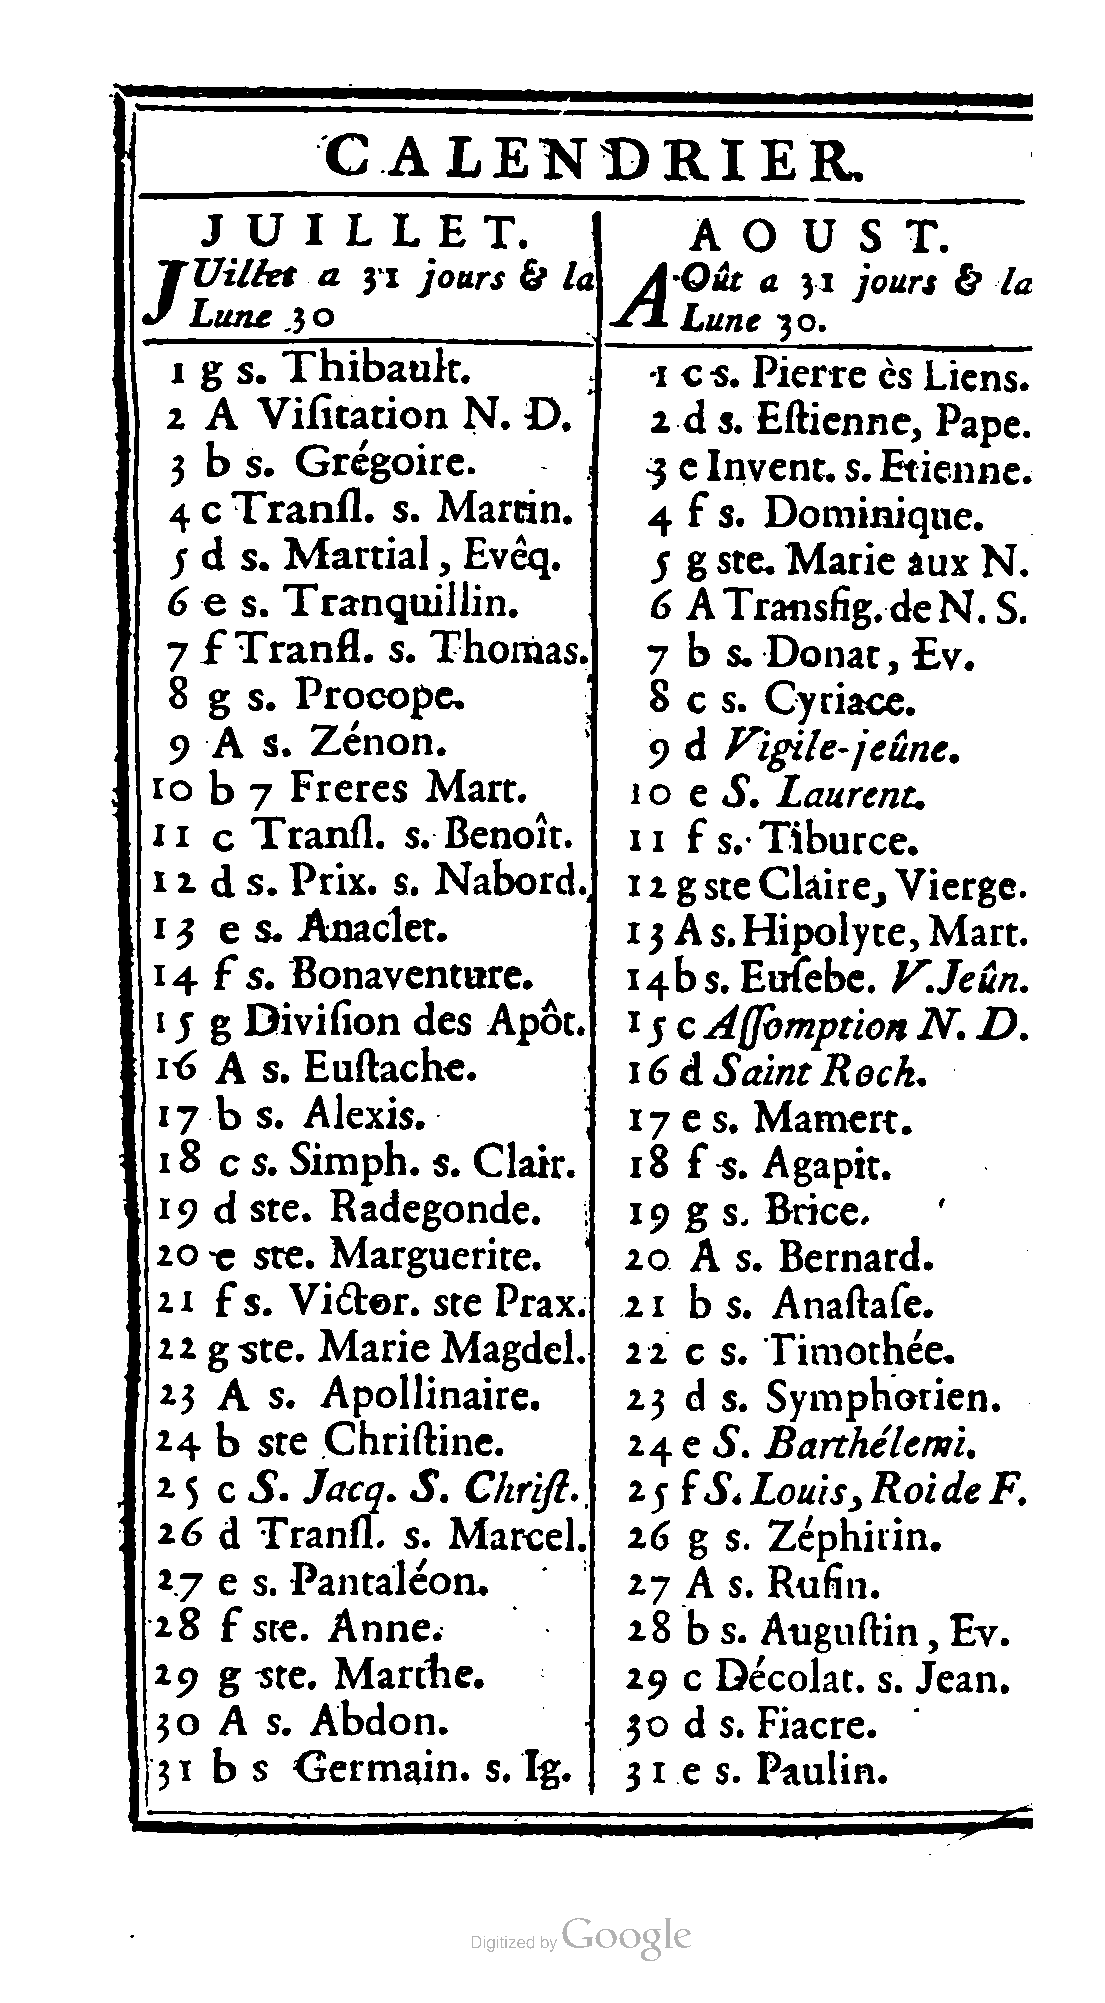 CALENDRIER.
JUILLET.
JUillet a 31 jours & la
Lune 30
1 g s. Thibault.
2 A Viſitation N. D.
3 b s. Grégoire.
4 c Tranſl. s. Martin.
5 d s. Martial, Evêq.
6 e s. Tranquillin.
7 f Tranſl. s. Thomas.
8 g s. Procope.
9 A s. Zénon.
10 b 7 Freres Mart.
11 c Tranſl. s. Benoît.
12 d s. Prix. s. Nabord.
13 e s. Anaclet.
14 f s. Bonaventure.
15 g Diviſion des Apôt.
16 A s. Euſtache.
17 b s. Alexis.
18 c s. Simph. s. Clair.
19 d ste. Radegonde.
20 e ste. Marguerite.
21 f s. Victor. ste Prax.
22 g ste. Marie Magdel.
23 A s. Apollinaire.
24 b ste Chriſtine.
25 c S. Jacq. S. Chriſt.
26 d Tranſl. s. Marcel.
27 e s. Pantaléon.
28 f ste. Anne.
29 g ste. Marthe.
30 A s. Abdon.
31 b s Germain. s. Ig.
AOUST.
AOût a 31 jours & la
Lune 30.
1 c s. Pierre ès Liens.
2 d s. Eſtienne, Pape.
3 e Invent. s. Etienne.
4 f s. Dominique.
5 g ste. Marie aux N.
6 A Transfig. de N. S.
7 b s. Donat, Ev.
8 c s. Cyriace.
9 d Vigile-jeûne.
10 e S. Laurent.
11 f s. Tiburce.
12 g ste Claire, Vierge.
13 A s. Hipolyte, Mart.
14 b s. Euſebe. V. Jeûn.
15 c Aſſomption N. D.
16 d Saint Roch.
17 e s. Mamert.
18 f s. Agapit.
19 g s. Brice.
20 A s. Bernard.
21 b s. Anaſtaſe.
22 c s. Timothée.
23 d s. Symphorien.
24 e S. Barthélemi.
25 f S. Louis, Roi de F.
26 g s. Zéphirin.
27 A s. Rufin.
28 b s. Auguſtin, Ev.
29 c Décolat. s. Jean.
30 d s. Fiacre.
31 e s. Paulin.
Digitized by Google